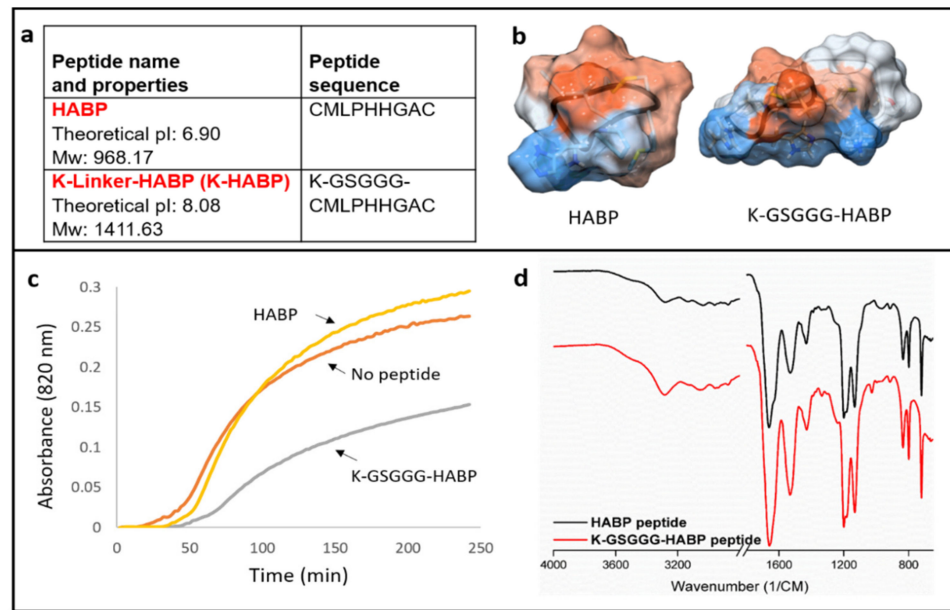 a
Peptide name
and properties
Peptide
sequence
HABP
Theoretical pI: 6.90
Mw: 968.17
CMLPHHGAC
K-Linker-HABP (K-HABP)
Theoretical pI: 8.08
Mw: 1411.63
K-GSGGG-
CMLPHHGAC
b
HABP
K-GSGGG-HABP
c
Absorbance (820 nm)
0.3
0.25
0.2
0.15
0.1
0.05
0
HABP
No peptide
K-GSGGG-HABP
0
50
100
150
200
250
Time (min)
d
HABP peptide
K-GSGGG-HABP peptide
4000
3200
1600
1200
800
Wavenumber (1/CM)